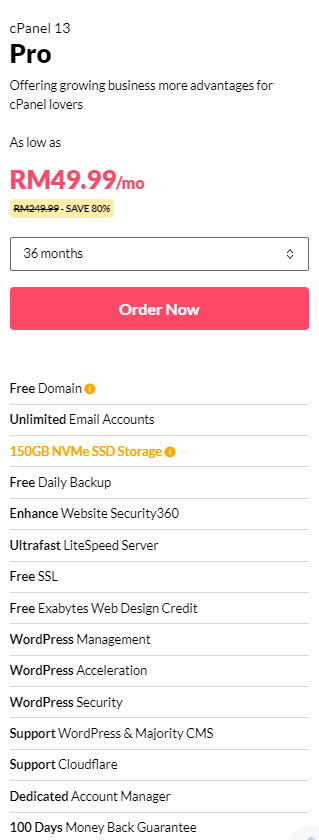 cPanel 13
Pro
Offering growing business more advantages for
cPanel lovers
As low as
RM49.99/mo
RM249.99 - SAVE 80%
36 months
Order Now
Free Domain
Unlimited Email Accounts
150GB NVMe SSD Storage
Free Daily Backup
Enhance Website Security360
Ultrafast LiteSpeed Server
Free SSL
Free Exabytes Web Design Credit
WordPress Management
WordPress Acceleration
WordPress Security
Support WordPress & Majority CMS
Support Cloudflare
Dedicated Account Manager
100 Days Money Back Guarantee